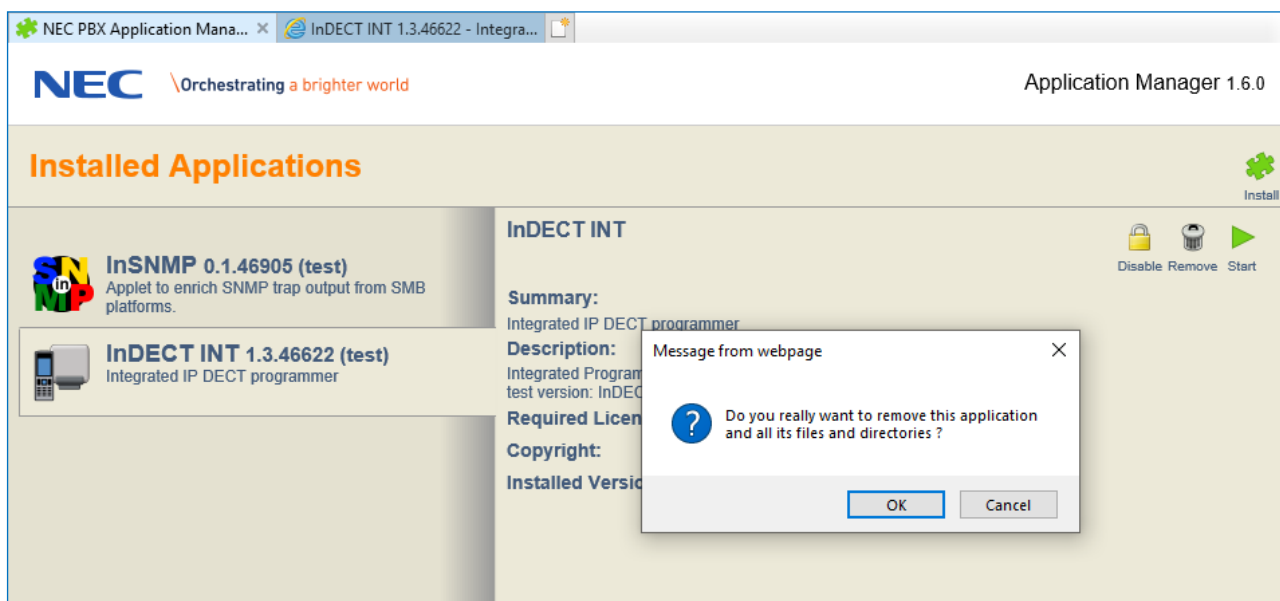 NEC PBX Application Mana...
InDECT INT 1.3.46622 - Integra...
NEC
\Orchestrating a brighter world
Application Manager 1.6.0
Installed Applications
Install
InSNMP 0.1.46905 (test)
Applet to enrich SNMP trap output from SMB
platforms.
InDECT INT 1.3.46622 (test)
Integrated IP DECT programmer
InDECT INT
Disable Remove Start
Summary:
Integrated IP DECT programmer
Description:
Integrated Program
test version: InDEC
Required Licen
Copyright:
Installed Versio
Message from webpage
Do you really want to remove this application
and all its files and directories ?
OK
Cancel
SN
in
MP